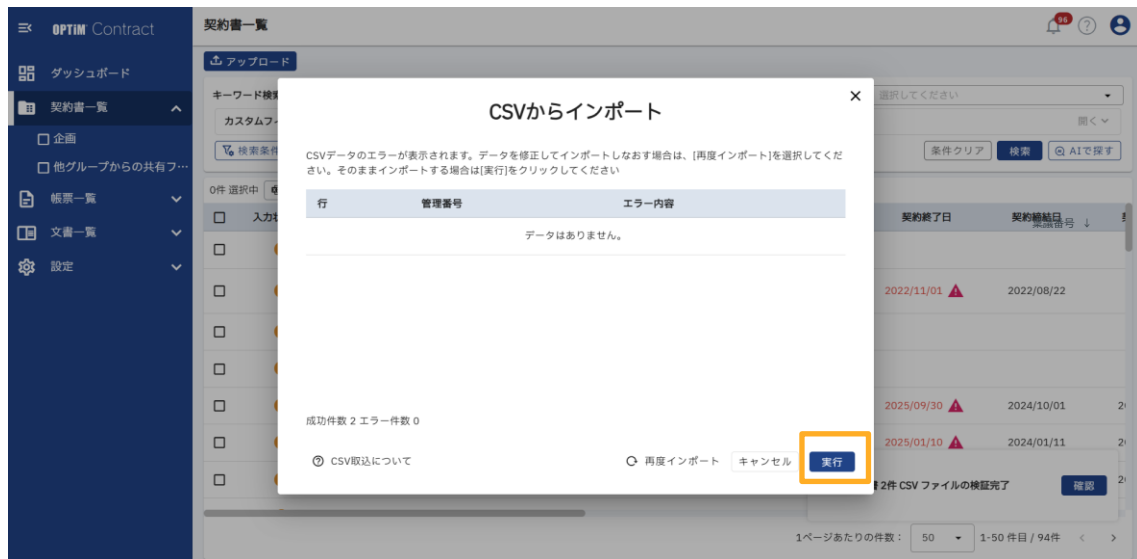 OPTiM Contract
契約書一覧
96
ダッシュボード
契約書一覧
企画
他グループからの共有フ…
帳票一覧
文書一覧
設定
アップロード
キーワード検索
選択してください
カスタムフィ
開く
検索条件
条件クリア
検索
AIで探す
0件 選択中
入力状
契約終了日
契約締結日
稟議番号 ↓
2022/11/01
2022/08/22
2025/09/30
2024/10/01
2025/01/10
2024/01/11
CSVからインポート
CSVデータのエラーが表示されます。データを修正してインポートしなおす場合は、[再度インポート]を選択してくだ
さい。そのままインポートする場合は[実行]をクリックしてください
行 管理番号 エラー内容
データはありません。
成功件数 2 エラー件数 0
CSV取込について
再度インポート
キャンセル
実行
2件 CSV ファイルの検証完了
確認
1ページあたりの件数： 50
1-50 件目 / 94件